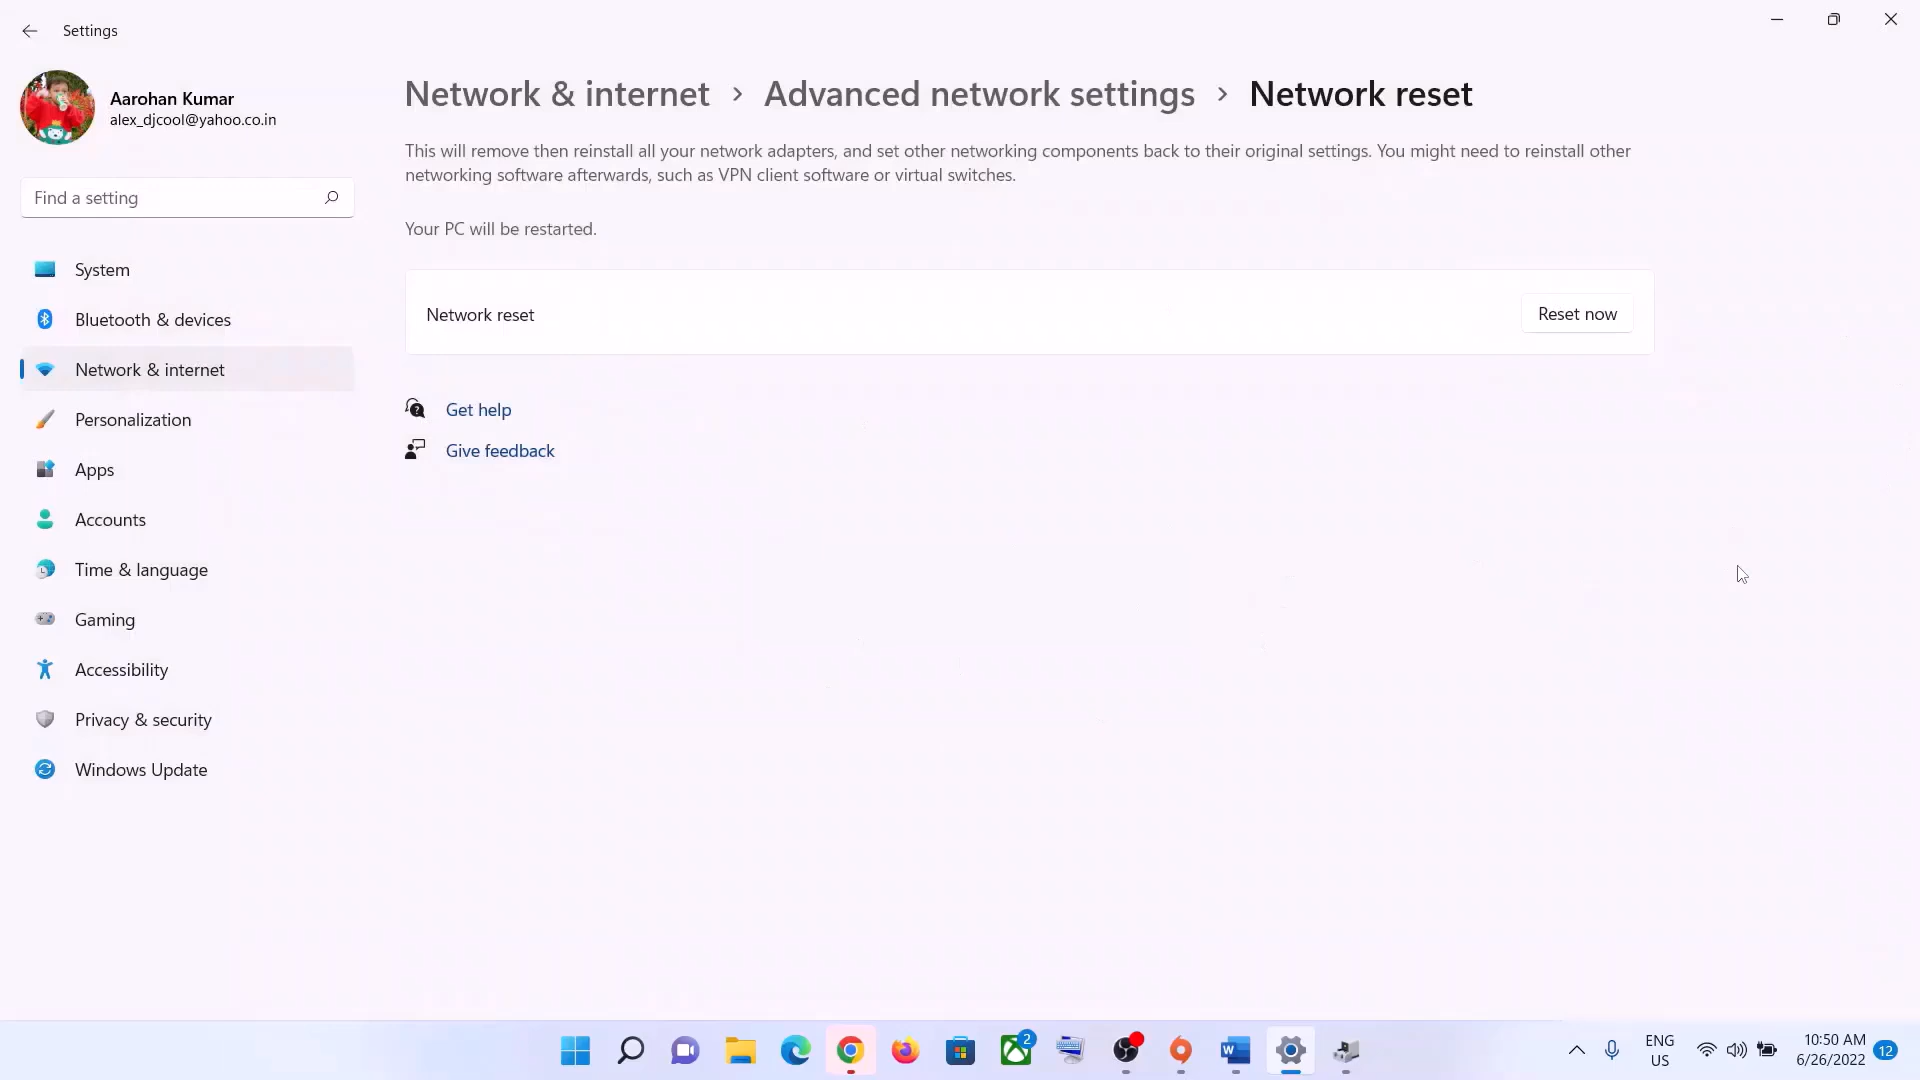 Settings
Aarohan Kumar
alex_djcool@yahoo.co.in
Find a setting
System
Bluetooth & devices
Network & internet
Personalization
Apps
Accounts
Time & language
Gaming
Accessibility
Privacy & security
Windows Update
Network & internet > Advanced network settings > Network reset
This will remove then reinstall all your network adapters, and set other networking components back to their original settings. You might need to reinstall other
networking software afterwards, such as VPN client software or virtual switches.
Your PC will be restarted.
Network reset
Reset now
Get help
Give feedback
2
ENG
US
10:50 AM
6/26/2022
12